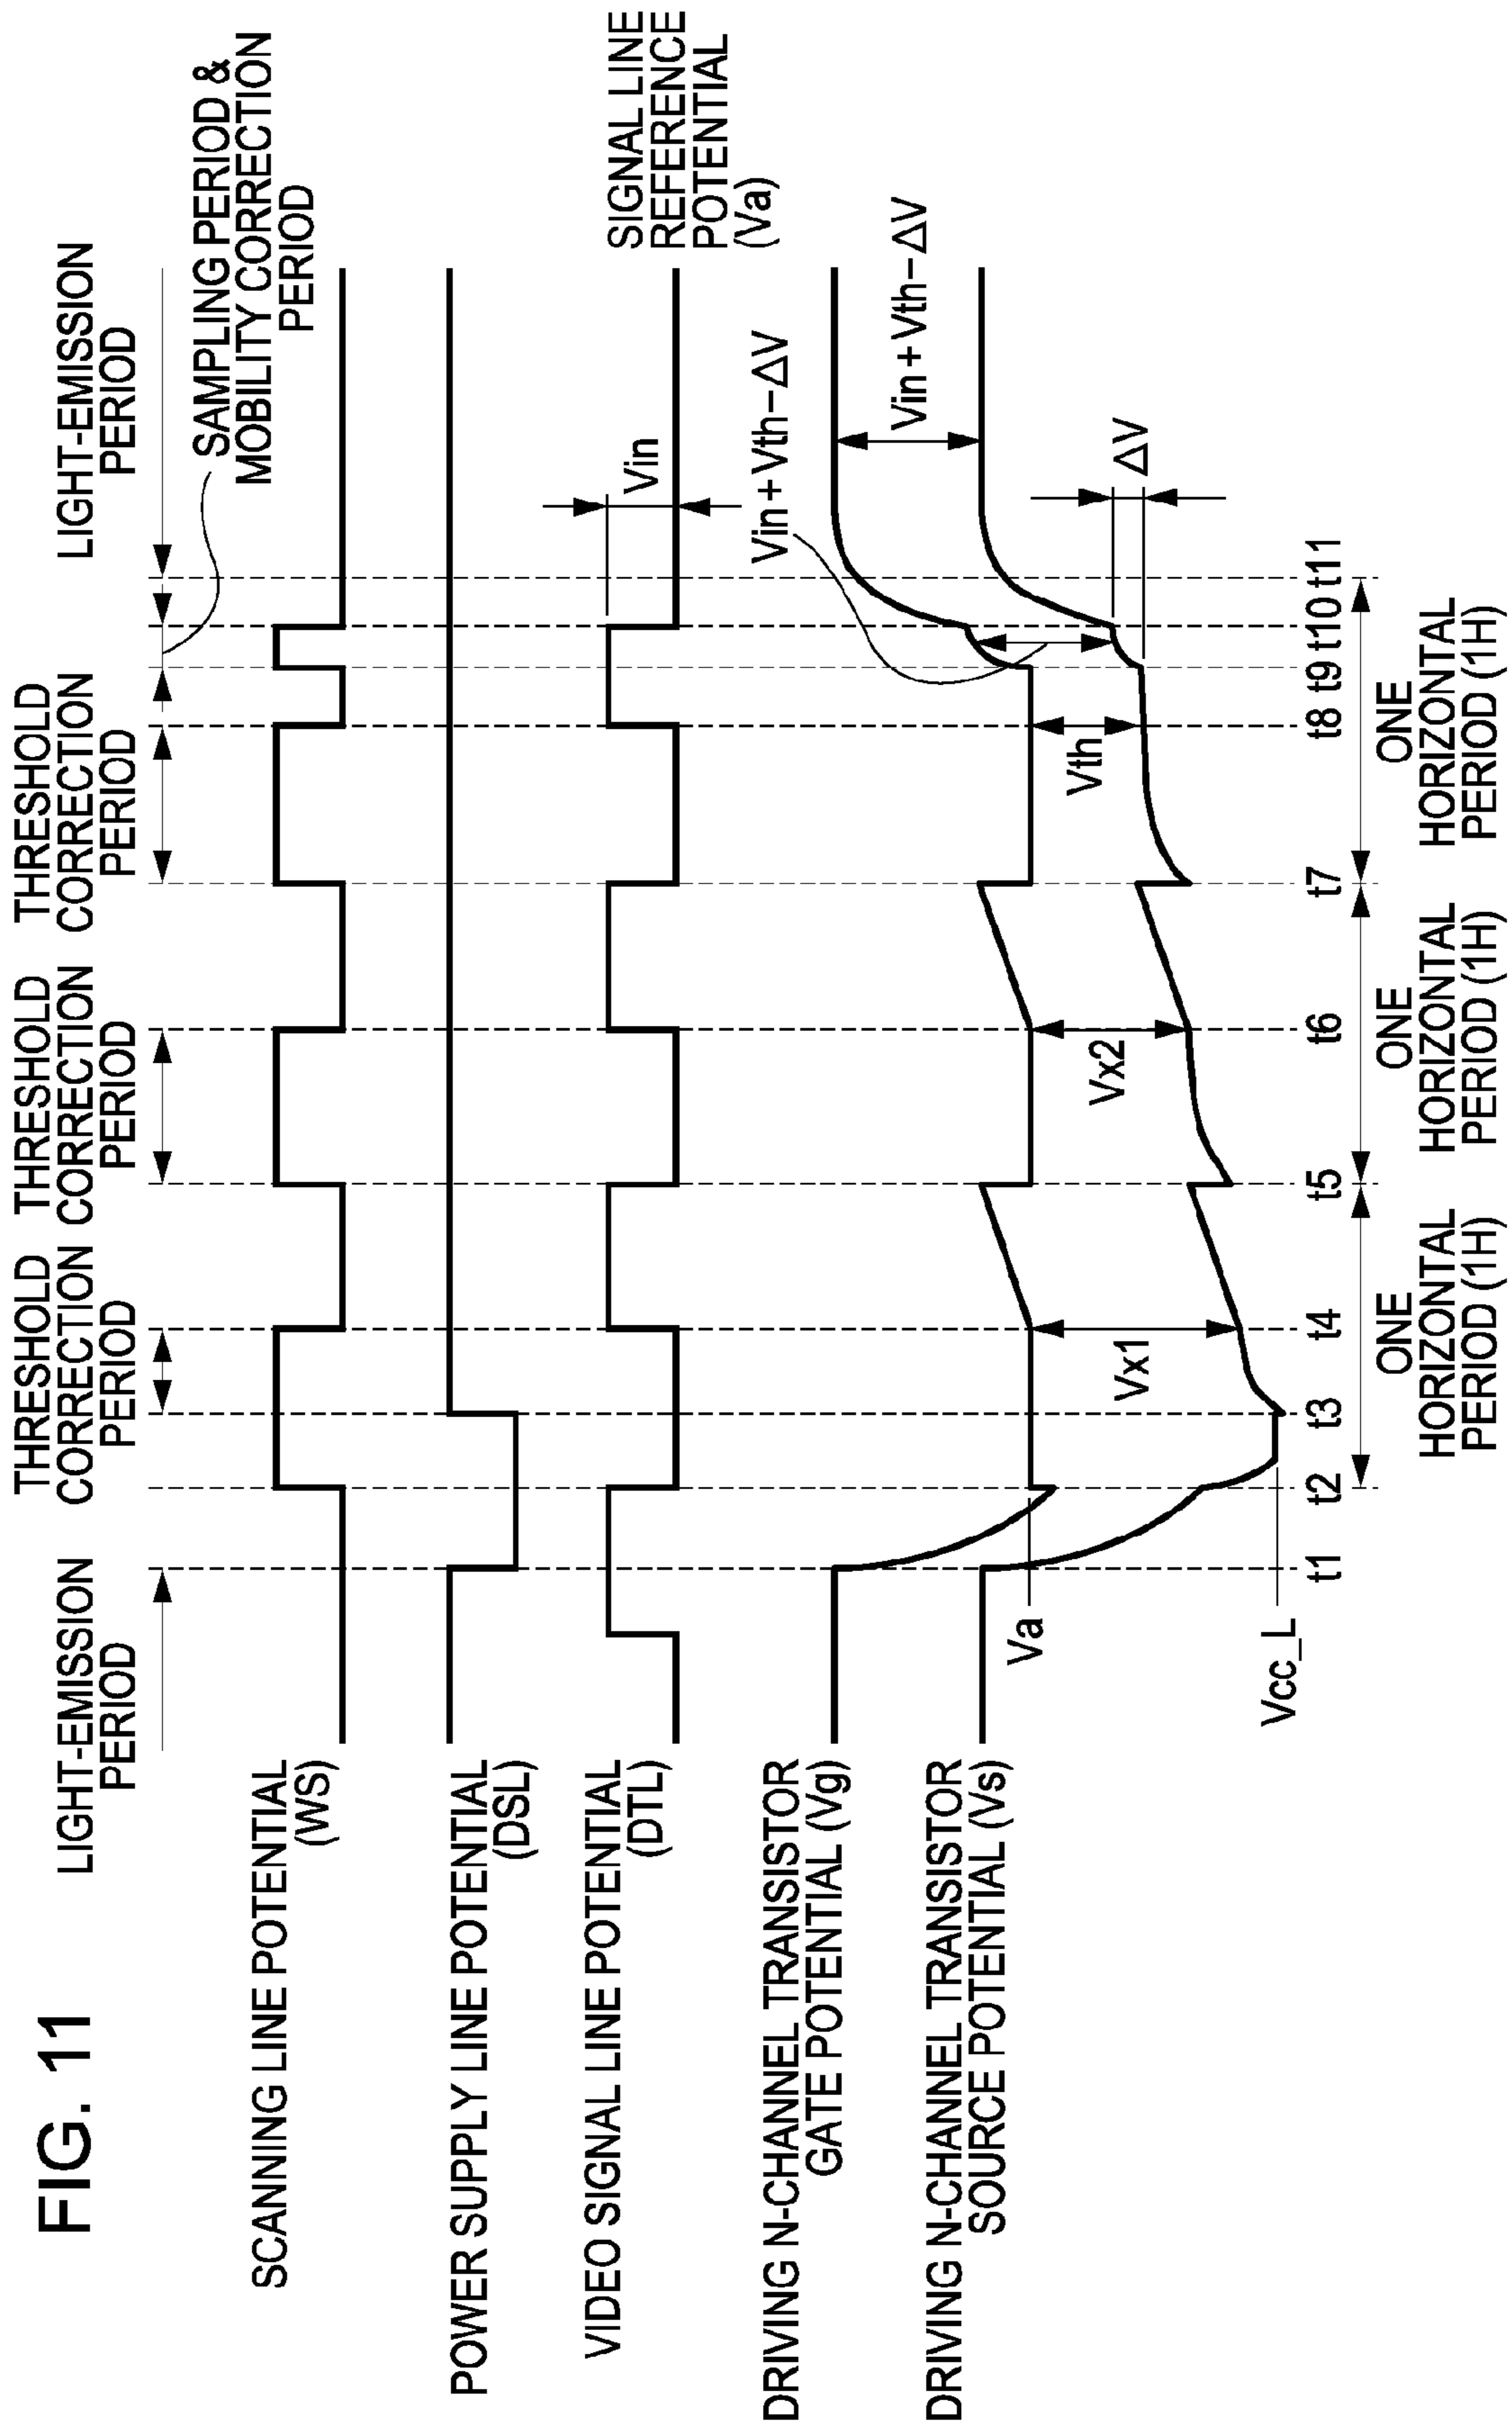 FIG. 11
LIGHT-EMISSION
PERIOD
THRESHOLD
CORRECTION
PERIOD
THRESHOLD
CORRECTION
PERIOD
THRESHOLD
CORRECTION
PERIOD
LIGHT-EMISSION
PERIOD
SAMPLING PERIOD &
MOBILITY CORRECTION
PERIOD
SCANNING LINE POTENTIAL
(WS)
POWER SUPPLY LINE POTENTIAL
(DSL)
VIDEO SIGNAL LINE POTENTIAL
(DTL)
Vin
SIGNAL LINE
REFERENCE
POTENTIAL
(Va)
DRIVING N-CHANNEL TRANSISTOR
GATE POTENTIAL (Vg)
Vin+Vth−ΔV
Vin+Vth−ΔV
DRIVING N-CHANNEL TRANSISTOR
SOURCE POTENTIAL (Vs)
Va
Vx1
Vx2
Vth
ΔV
Vcc_L
t1
t2
t3
t4
t5
t6
t7
t8
t9
t10
t11
ONE
HORIZONTAL
PERIOD (1H)
ONE
HORIZONTAL
PERIOD (1H)
ONE
HORIZONTAL
PERIOD (1H)